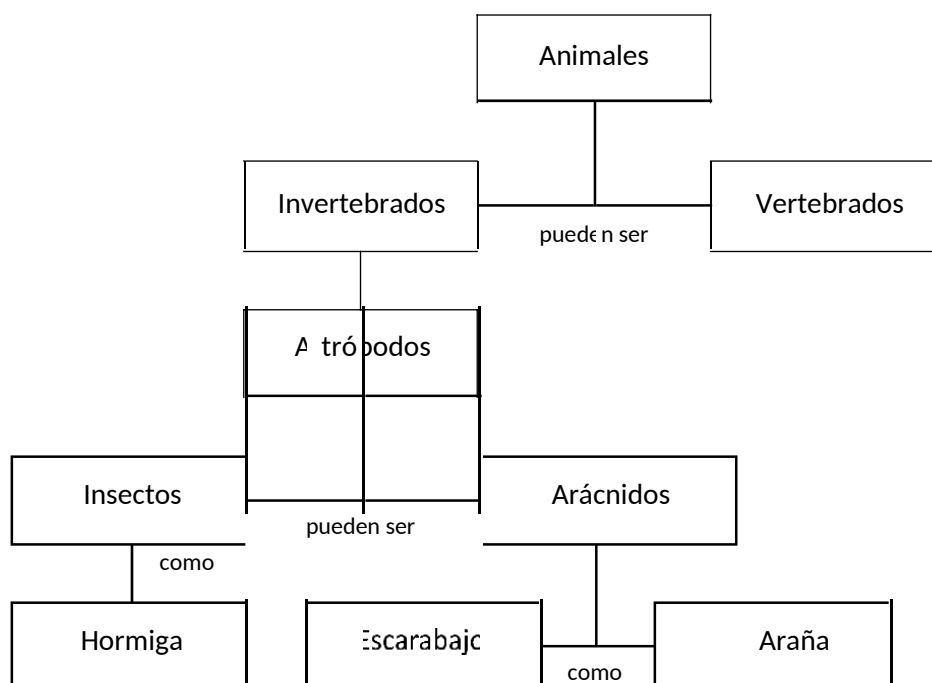 Animales
Invertebrados
Vertebrados
pueden ser
Artrópodos
Insectos
Arácnidos
pueden ser
como
Hormiga
Escarabajo
Araña
como